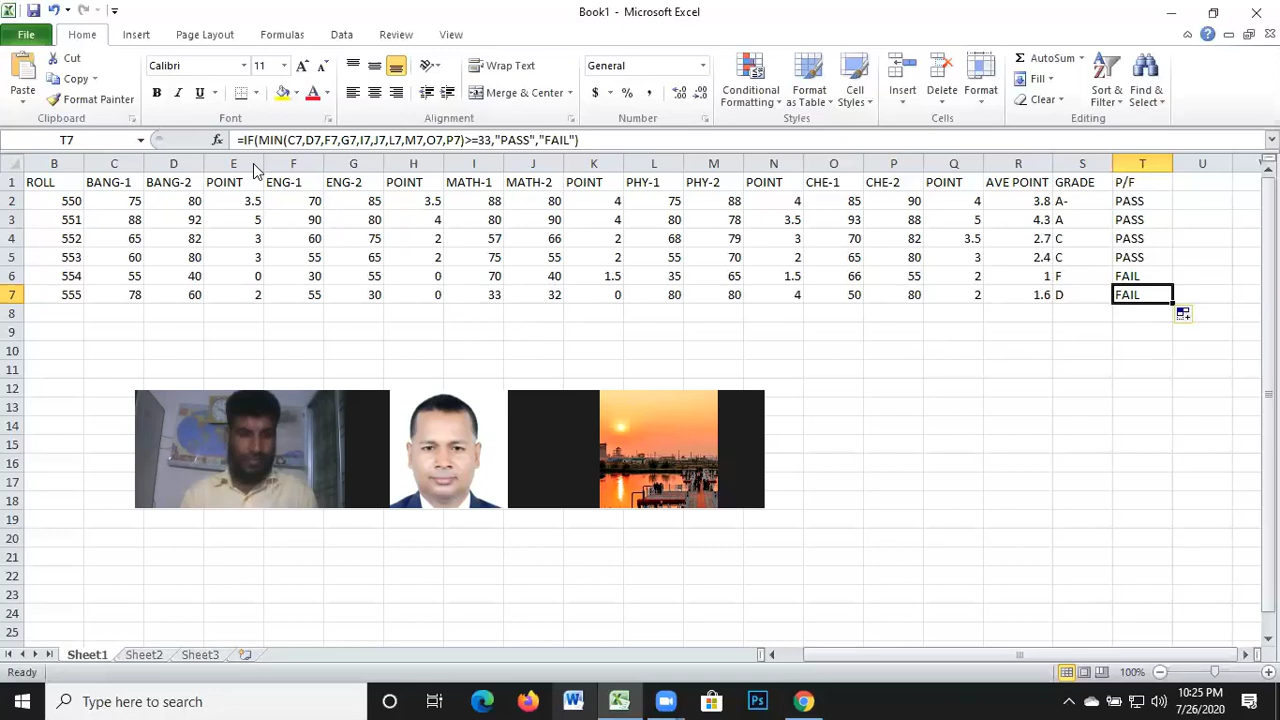 Book1 - Microsoft Excel
File Home Insert Page Layout Formulas Data Review View
Paste
Cut
Copy
Format Painter
Clipboard
Calibri 11
B I U A
Font
Wrap Text
Merge & Center
Alignment
General
$ % ,
Number
Conditional Formatting
Format as Table
Cell Styles
Styles
Insert Delete Format
Cells
AutoSum
Fill
Clear
Sort & Filter
Find & Select
Editing
T7 fx =IF(MIN(C7,D7,F7,G7,I7,J7,L7,M7,O7,P7)>=33,"PASS","FAIL")
B C D E F G H I J K L M N O P Q R S T U
1 ROLL BANG-1 BANG-2 POINT ENG-1 ENG-2 POINT MATH-1 MATH-2 POINT PHY-1 PHY-2 POINT CHE-1 CHE-2 POINT AVE POINT GRADE P/F
2 550 75 80 3.5 70 85 3.5 88 80 4 75 88 4 85 90 4 3.8 A- PASS
3 551 88 92 5 90 80 4 80 90 4 80 78 3.5 93 88 5 4.3 A PASS
4 552 65 82 3 60 75 2 57 66 2 68 79 3 70 82 3.5 2.7 C PASS
5 553 60 80 3 55 65 2 75 55 2 55 70 2 65 80 3 2.4 C PASS
6 554 55 40 0 30 55 0 70 40 1.5 35 65 1.5 66 55 2 1 F FAIL
7 555 78 60 2 55 30 0 33 32 0 80 80 4 50 80 2 1.6 D FAIL
8
9
10
11
12
13
14
15
16
17
18
19
20
21
22
23
24
25
Sheet1 Sheet2 Sheet3
Ready 100%
Type here to search
10:25 PM
7/26/2020